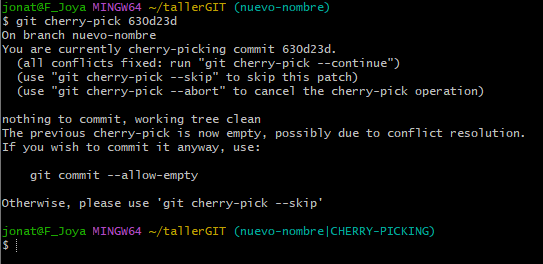 jonat@F_Joya MINGW64 ~/tallerGIT (nuevo-nombre)
$ git cherry-pick 630d23d
On branch nuevo-nombre
You are currently cherry-picking commit 630d23d.
  (all conflicts fixed: run "git cherry-pick --continue")
  (use "git cherry-pick --skip" to skip this patch)
  (use "git cherry-pick --abort" to cancel the cherry-pick operation)

nothing to commit, working tree clean
The previous cherry-pick is now empty, possibly due to conflict resolution.
If you wish to commit it anyway, use:

    git commit --allow-empty

Otherwise, please use 'git cherry-pick --skip'

jonat@F_Joya MINGW64 ~/tallerGIT (nuevo-nombre|CHERRY-PICKING)
$